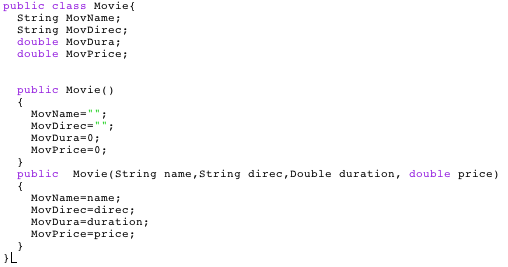 public class Movie{
  String MovName;
  String MovDirec;
  double MovDura;
  double MovPrice;
  public Movie()
  {
    MovName="";
    MovDirec="";
    MovDura=0;
    MovPrice=0;
  }
  public  Movie(String name,String direc,Double duration, double price)
  {
    MovName=name;
    MovDirec=direc;
    MovDura=duration;
    MovPrice=price;
  }
}